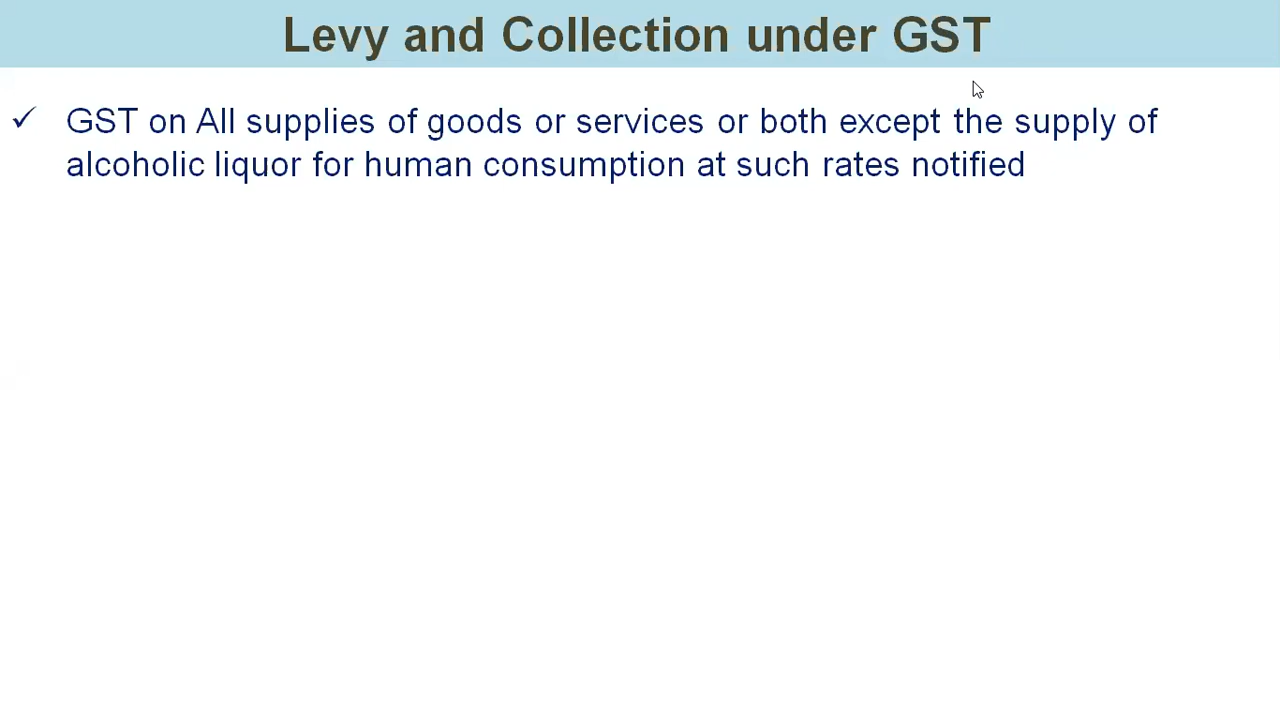 Levy and Collection under GST
✓ GST on All supplies of goods or services or both except the supply of
alcoholic liquor for human consumption at such rates notified